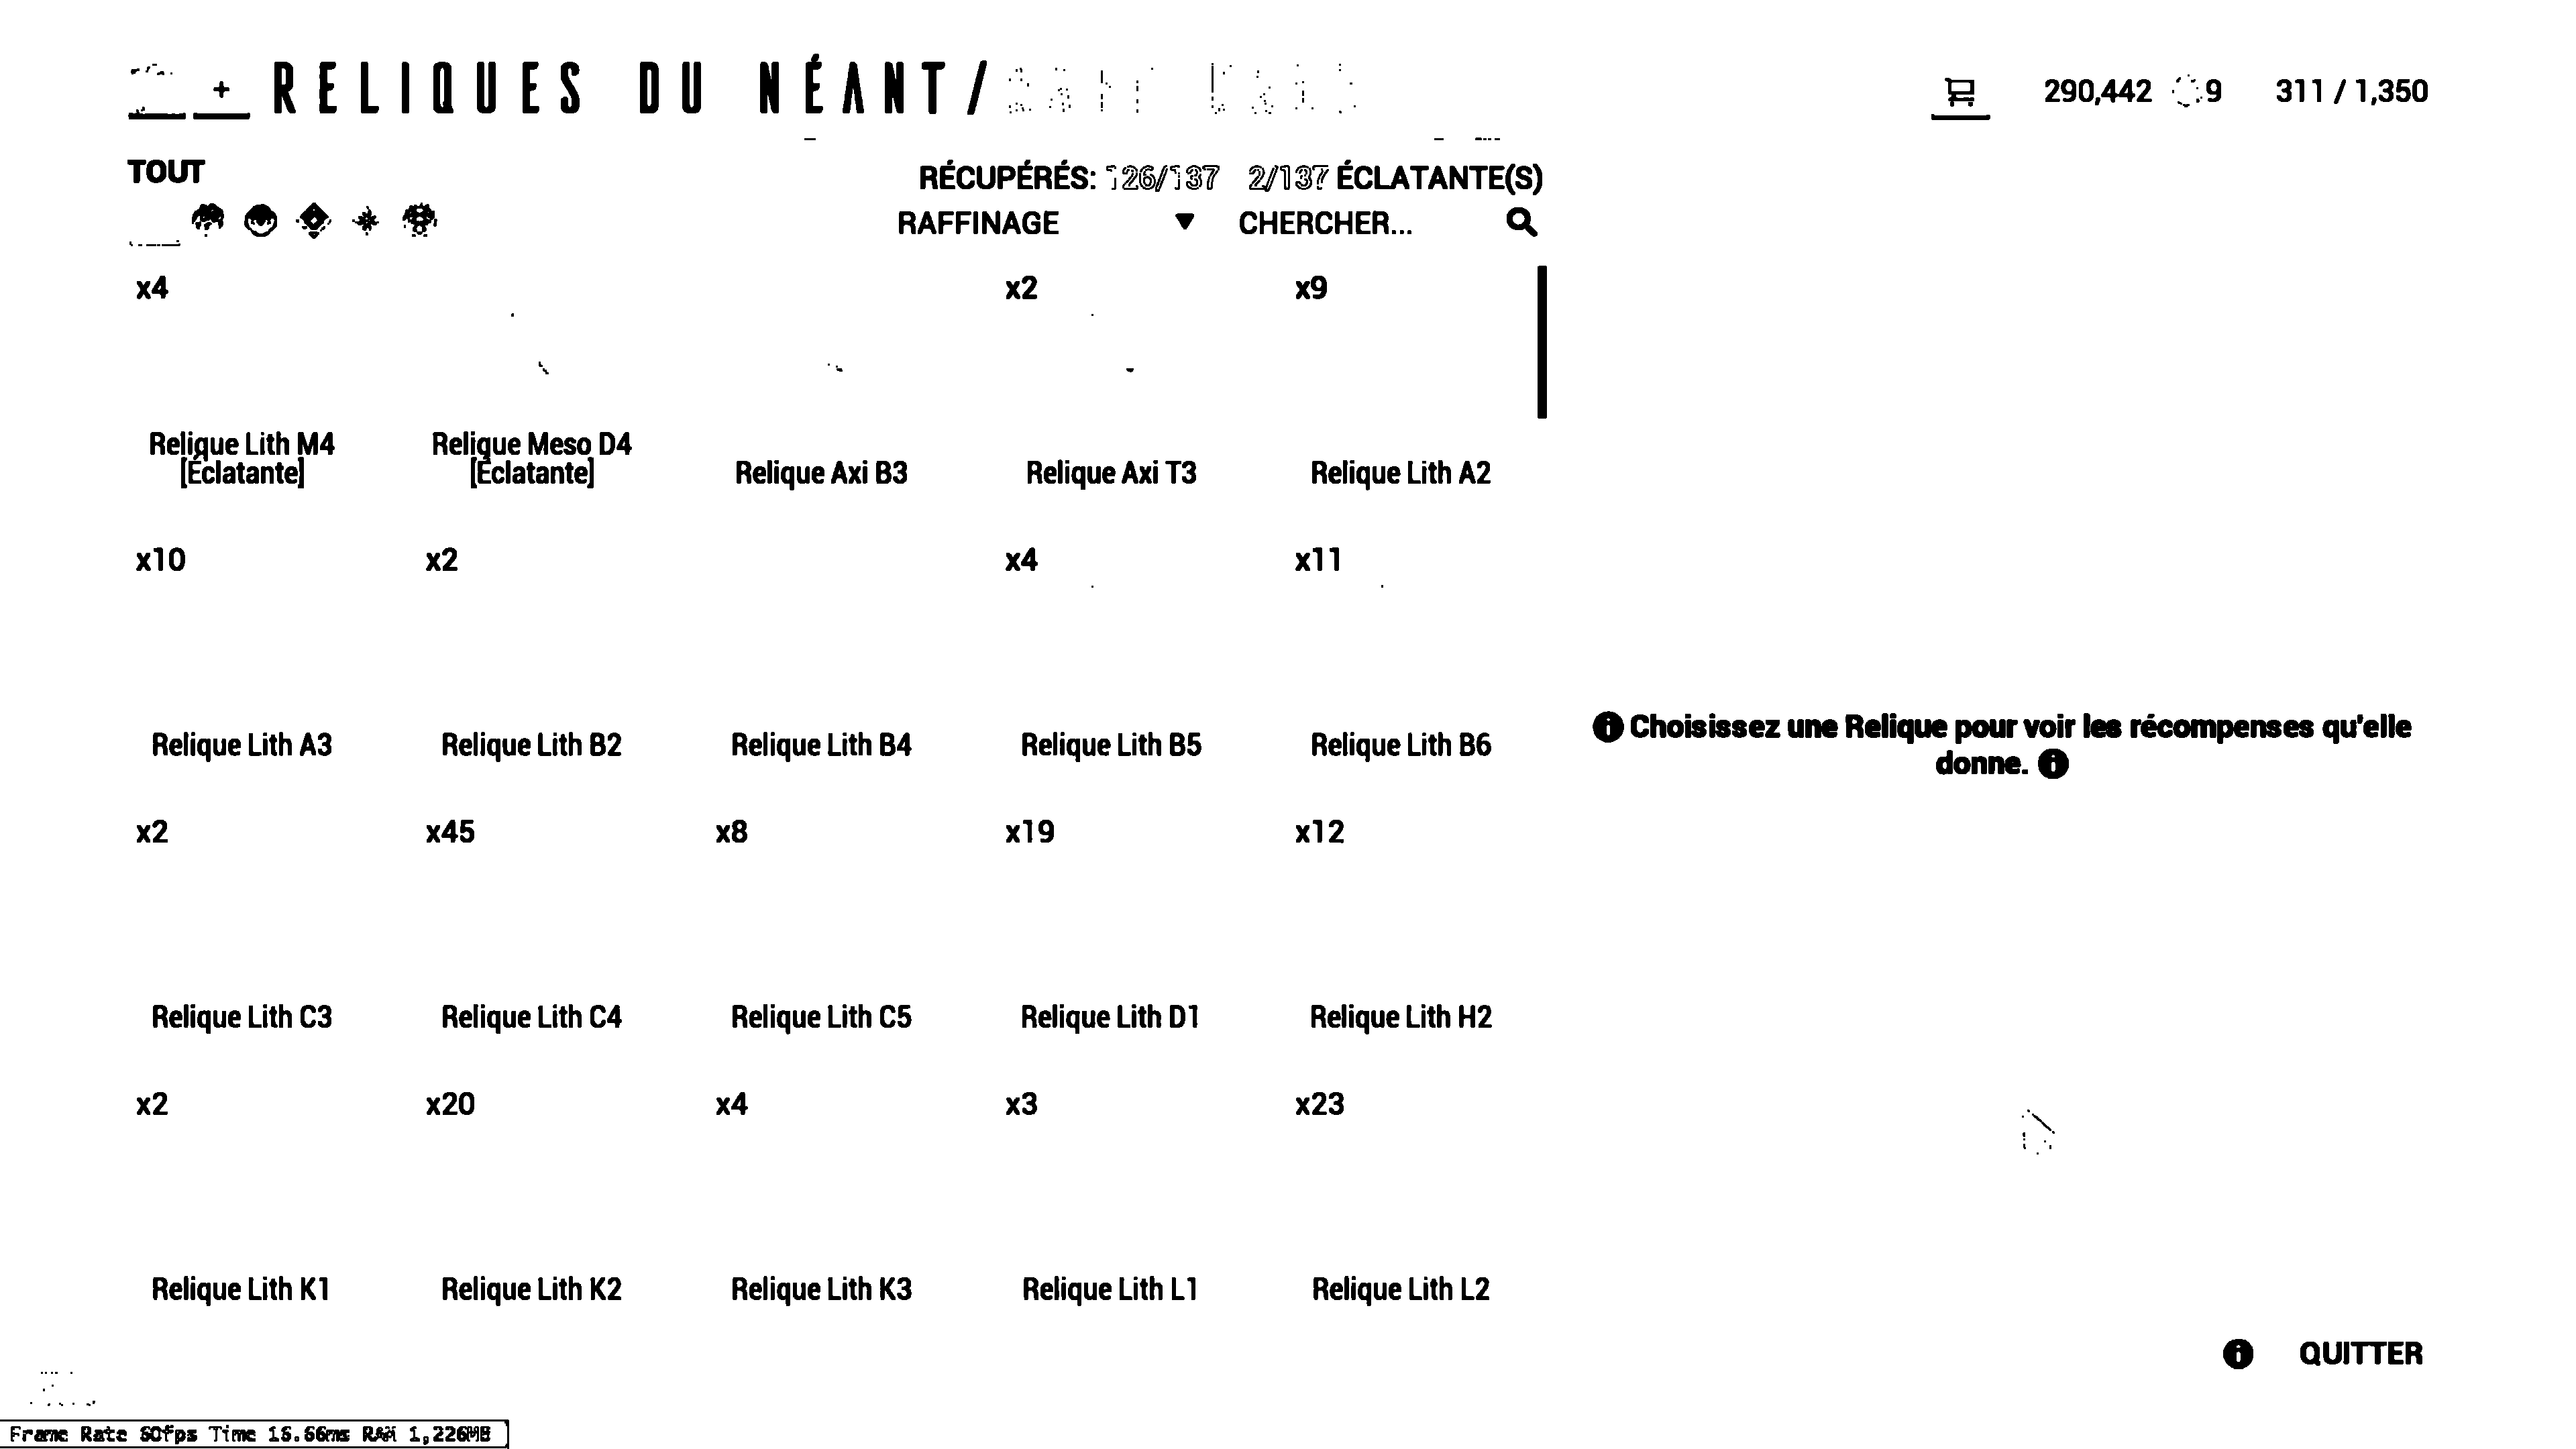 RELIQUES DU NÉANT/
290,442 9 311 / 1,350
TOUT
RÉCUPÉRÉS: 126/137 2/137 ÉCLATANTE(S)
RAFFINAGE CHERCHER...
x4 x2 x9
Relique Lith M4
[Éclatante]
Relique Meso D4
[Éclatante]
Relique Axi B3
Relique Axi T3
Relique Lith A2
x10 x2 x4 x11
Relique Lith A3
Relique Lith B2
Relique Lith B4
Relique Lith B5
Relique Lith B6
x2 x45 x8 x19 x12
Relique Lith C3
Relique Lith C4
Relique Lith C5
Relique Lith D1
Relique Lith H2
x2 x20 x4 x3 x23
Relique Lith K1
Relique Lith K2
Relique Lith K3
Relique Lith L1
Relique Lith L2
Choisissez une Relique pour voir les récompenses qu'elle
donne.
QUITTER
Frame Rate 60fps Time 16.66ms RAM 1,226MB